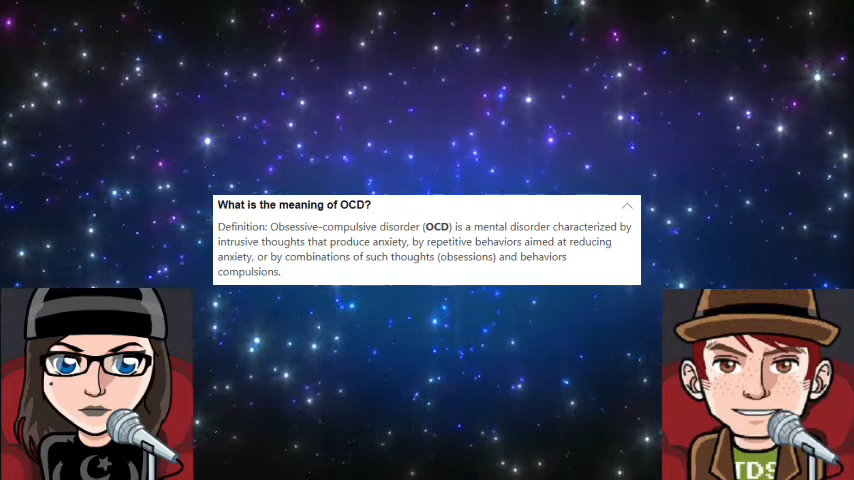 What is the meaning of OCD?
Definition: Obsessive-compulsive disorder (OCD) is a mental disorder characterized by
intrusive thoughts that produce anxiety, by repetitive behaviors aimed at reducing
anxiety, or by combinations of such thoughts (obsessions) and behaviors
compulsions.
TDS